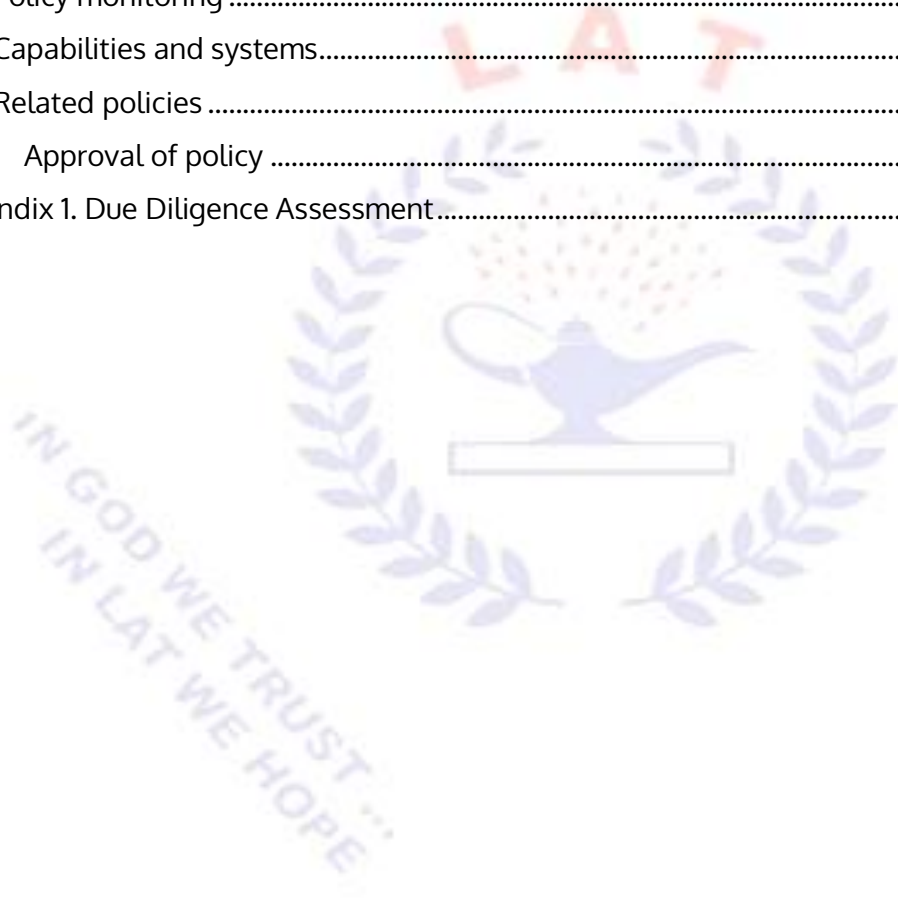 Policy monitoring ................................................................
Capabilities and systems................................................................
Related policies ................................................................
Approval of policy ................................................................
ndix 1. Due Diligence Assessment................................................................
L A T
IN GOD WE TRUST ...
IN LAT WE HOPE